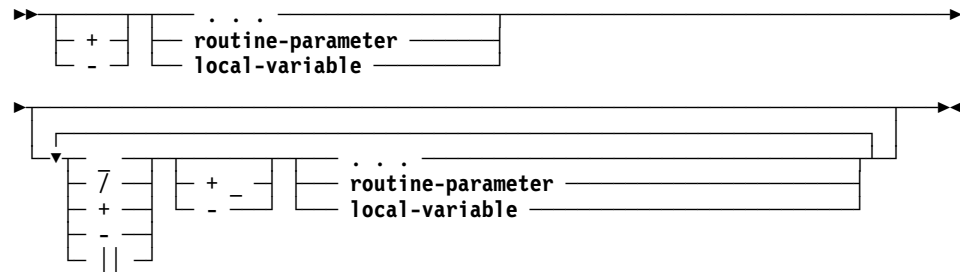 . . .
+ routine-parameter
- local-variable
_ . . .
/ + _ routine-parameter
+ - local-variable
-
||